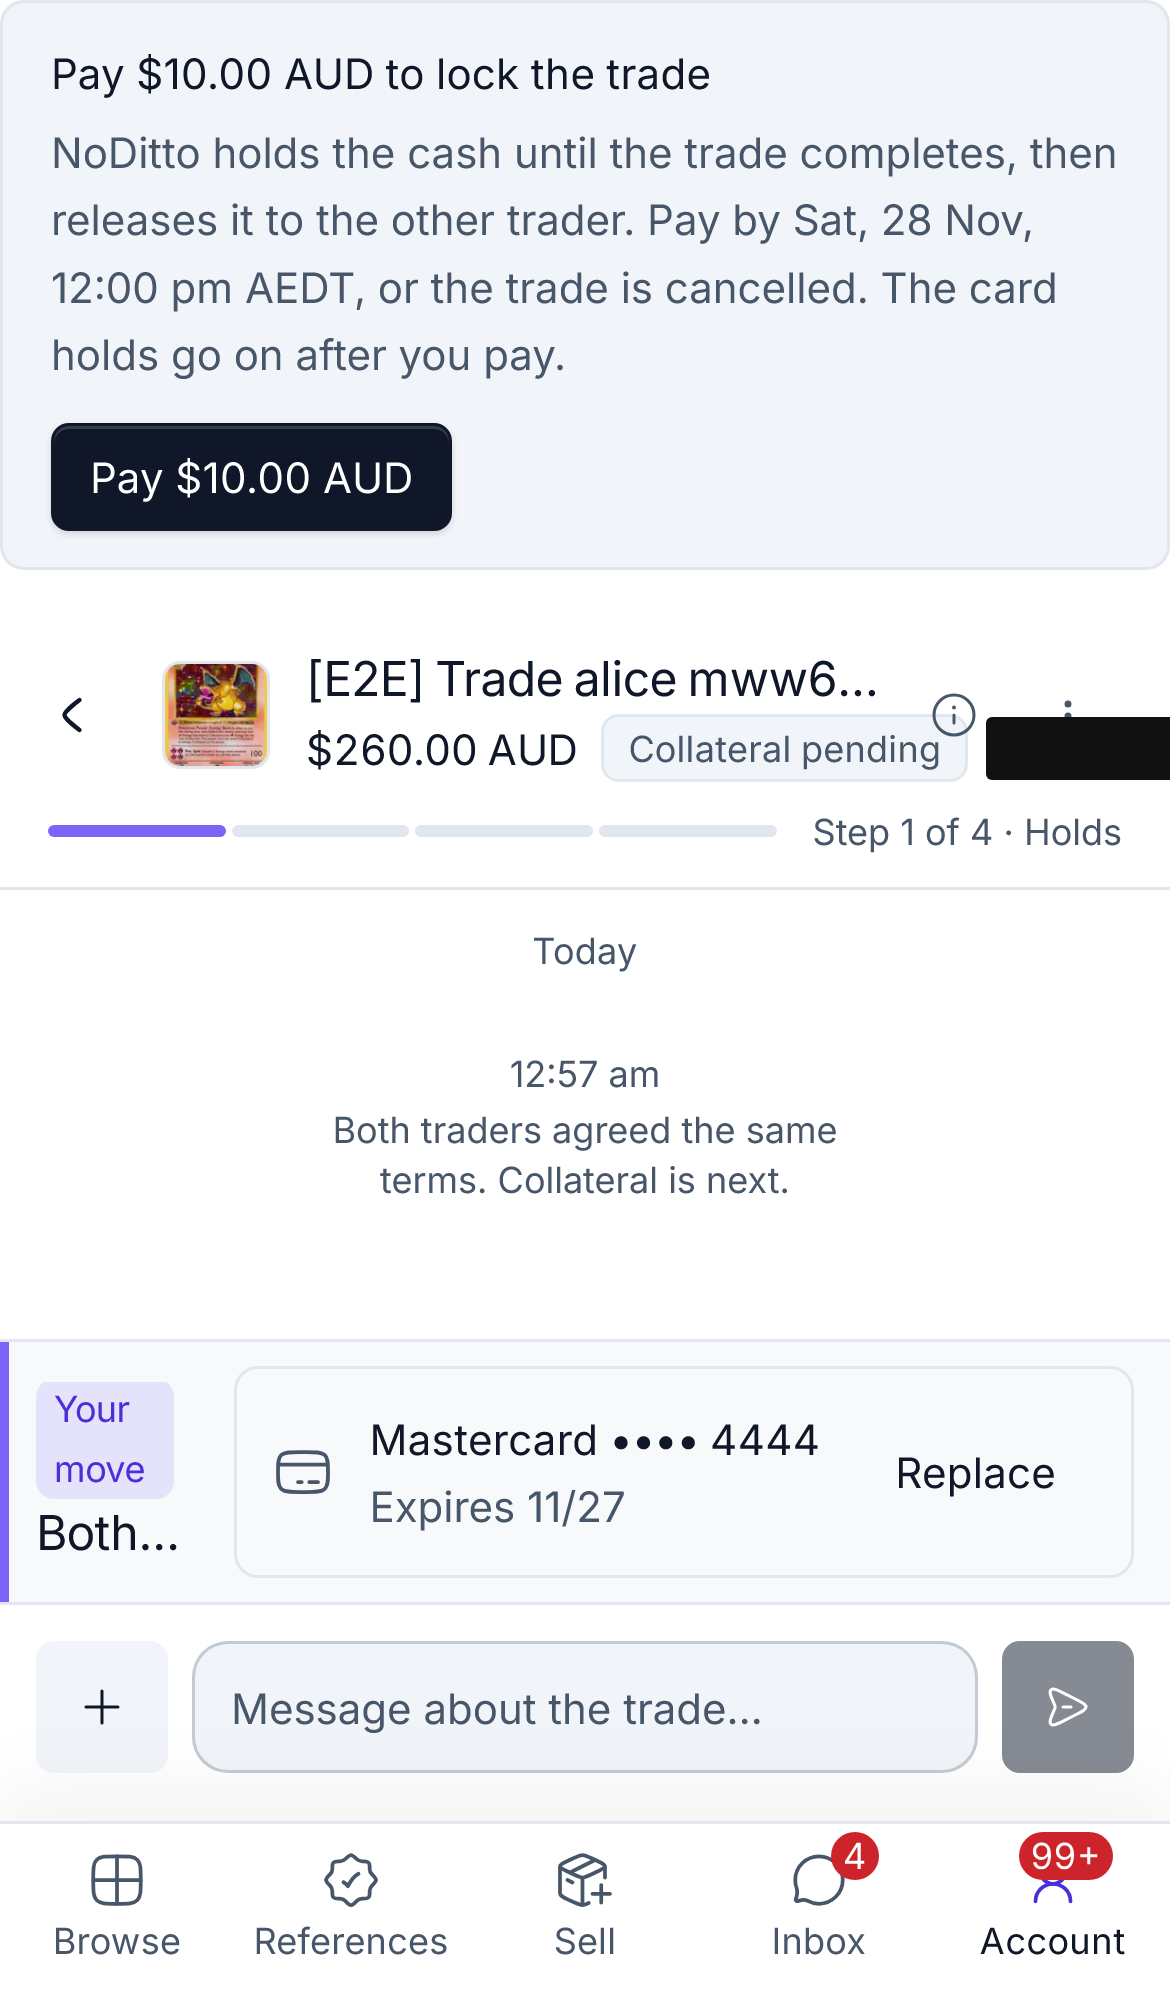 Pay $10.00 AUD to lock the trade
NoDitto holds the cash until the trade completes, then
releases it to the other trader. Pay by Sat, 28 Nov,
12:00 pm AEDT, or the trade is cancelled. The card
holds go on after you pay.
Pay $10.00 AUD
[E2E] Trade alice mww6...
$260.00 AUD
Collateral pending
Step 1 of 4 · Holds
Today
12:57 am
Both traders agreed the same
terms. Collateral is next.
Your
move
Both...
Mastercard •••• 4444
Expires 11/27
Replace
Message about the trade...
4
99+
Browse
References
Sell
Inbox
Account